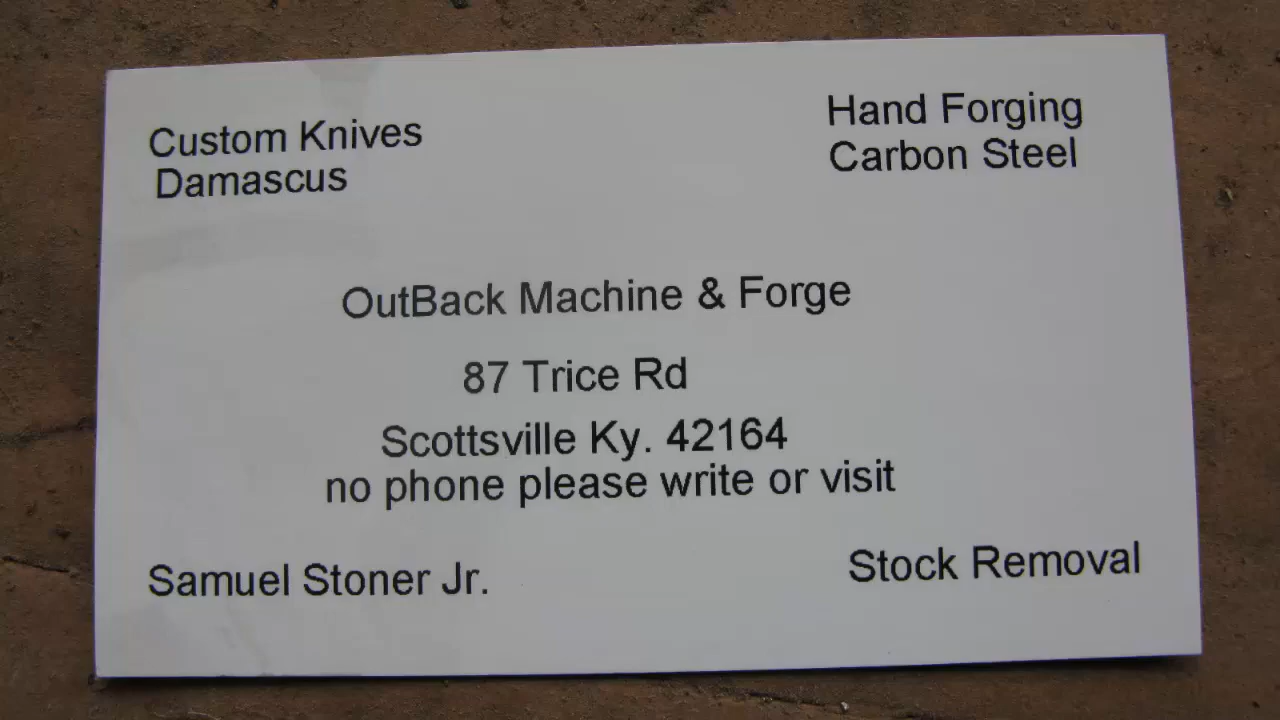 Custom Knives
Damascus
Hand Forging
Carbon Steel
OutBack Machine & Forge
87 Trice Rd
Scottsville Ky. 42164
no phone please write or visit
Samuel Stoner Jr.
Stock Removal